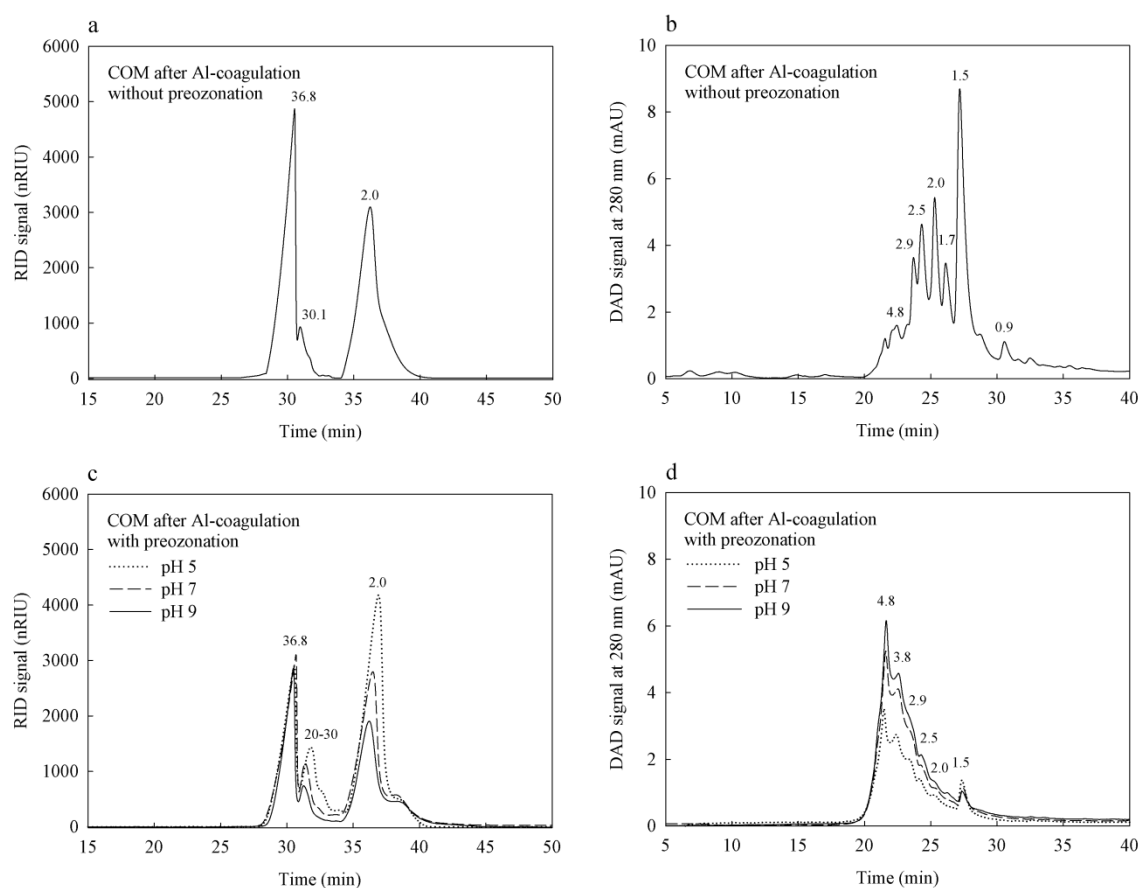 a
6000
5000
4000
3000
2000
1000
0
RID signal (nRIU)
COM after Al-coagulation
without preozonation
36.8
30.1
2.0
15 20 25 30 35 40 45 50
Time (min)
b
10
8
6
4
2
0
DAD signal at 280 nm (mAU)
COM after Al-coagulation
without preozonation
4.8
2.9
2.5
2.0
1.7
1.5
0.9
5 10 15 20 25 30 35 40
Time (min)
c
6000
5000
4000
3000
2000
1000
0
RID signal (nRIU)
COM after Al-coagulation
with preozonation
pH 5
pH 7
pH 9
36.8
20-30
2.0
15 20 25 30 35 40 45 50
Time (min)
d
10
8
6
4
2
0
DAD signal at 280 nm (mAU)
COM after Al-coagulation
with preozonation
pH 5
pH 7
pH 9
4.8
3.8
2.9
2.5
2.0
1.5
5 10 15 20 25 30 35 40
Time (min)